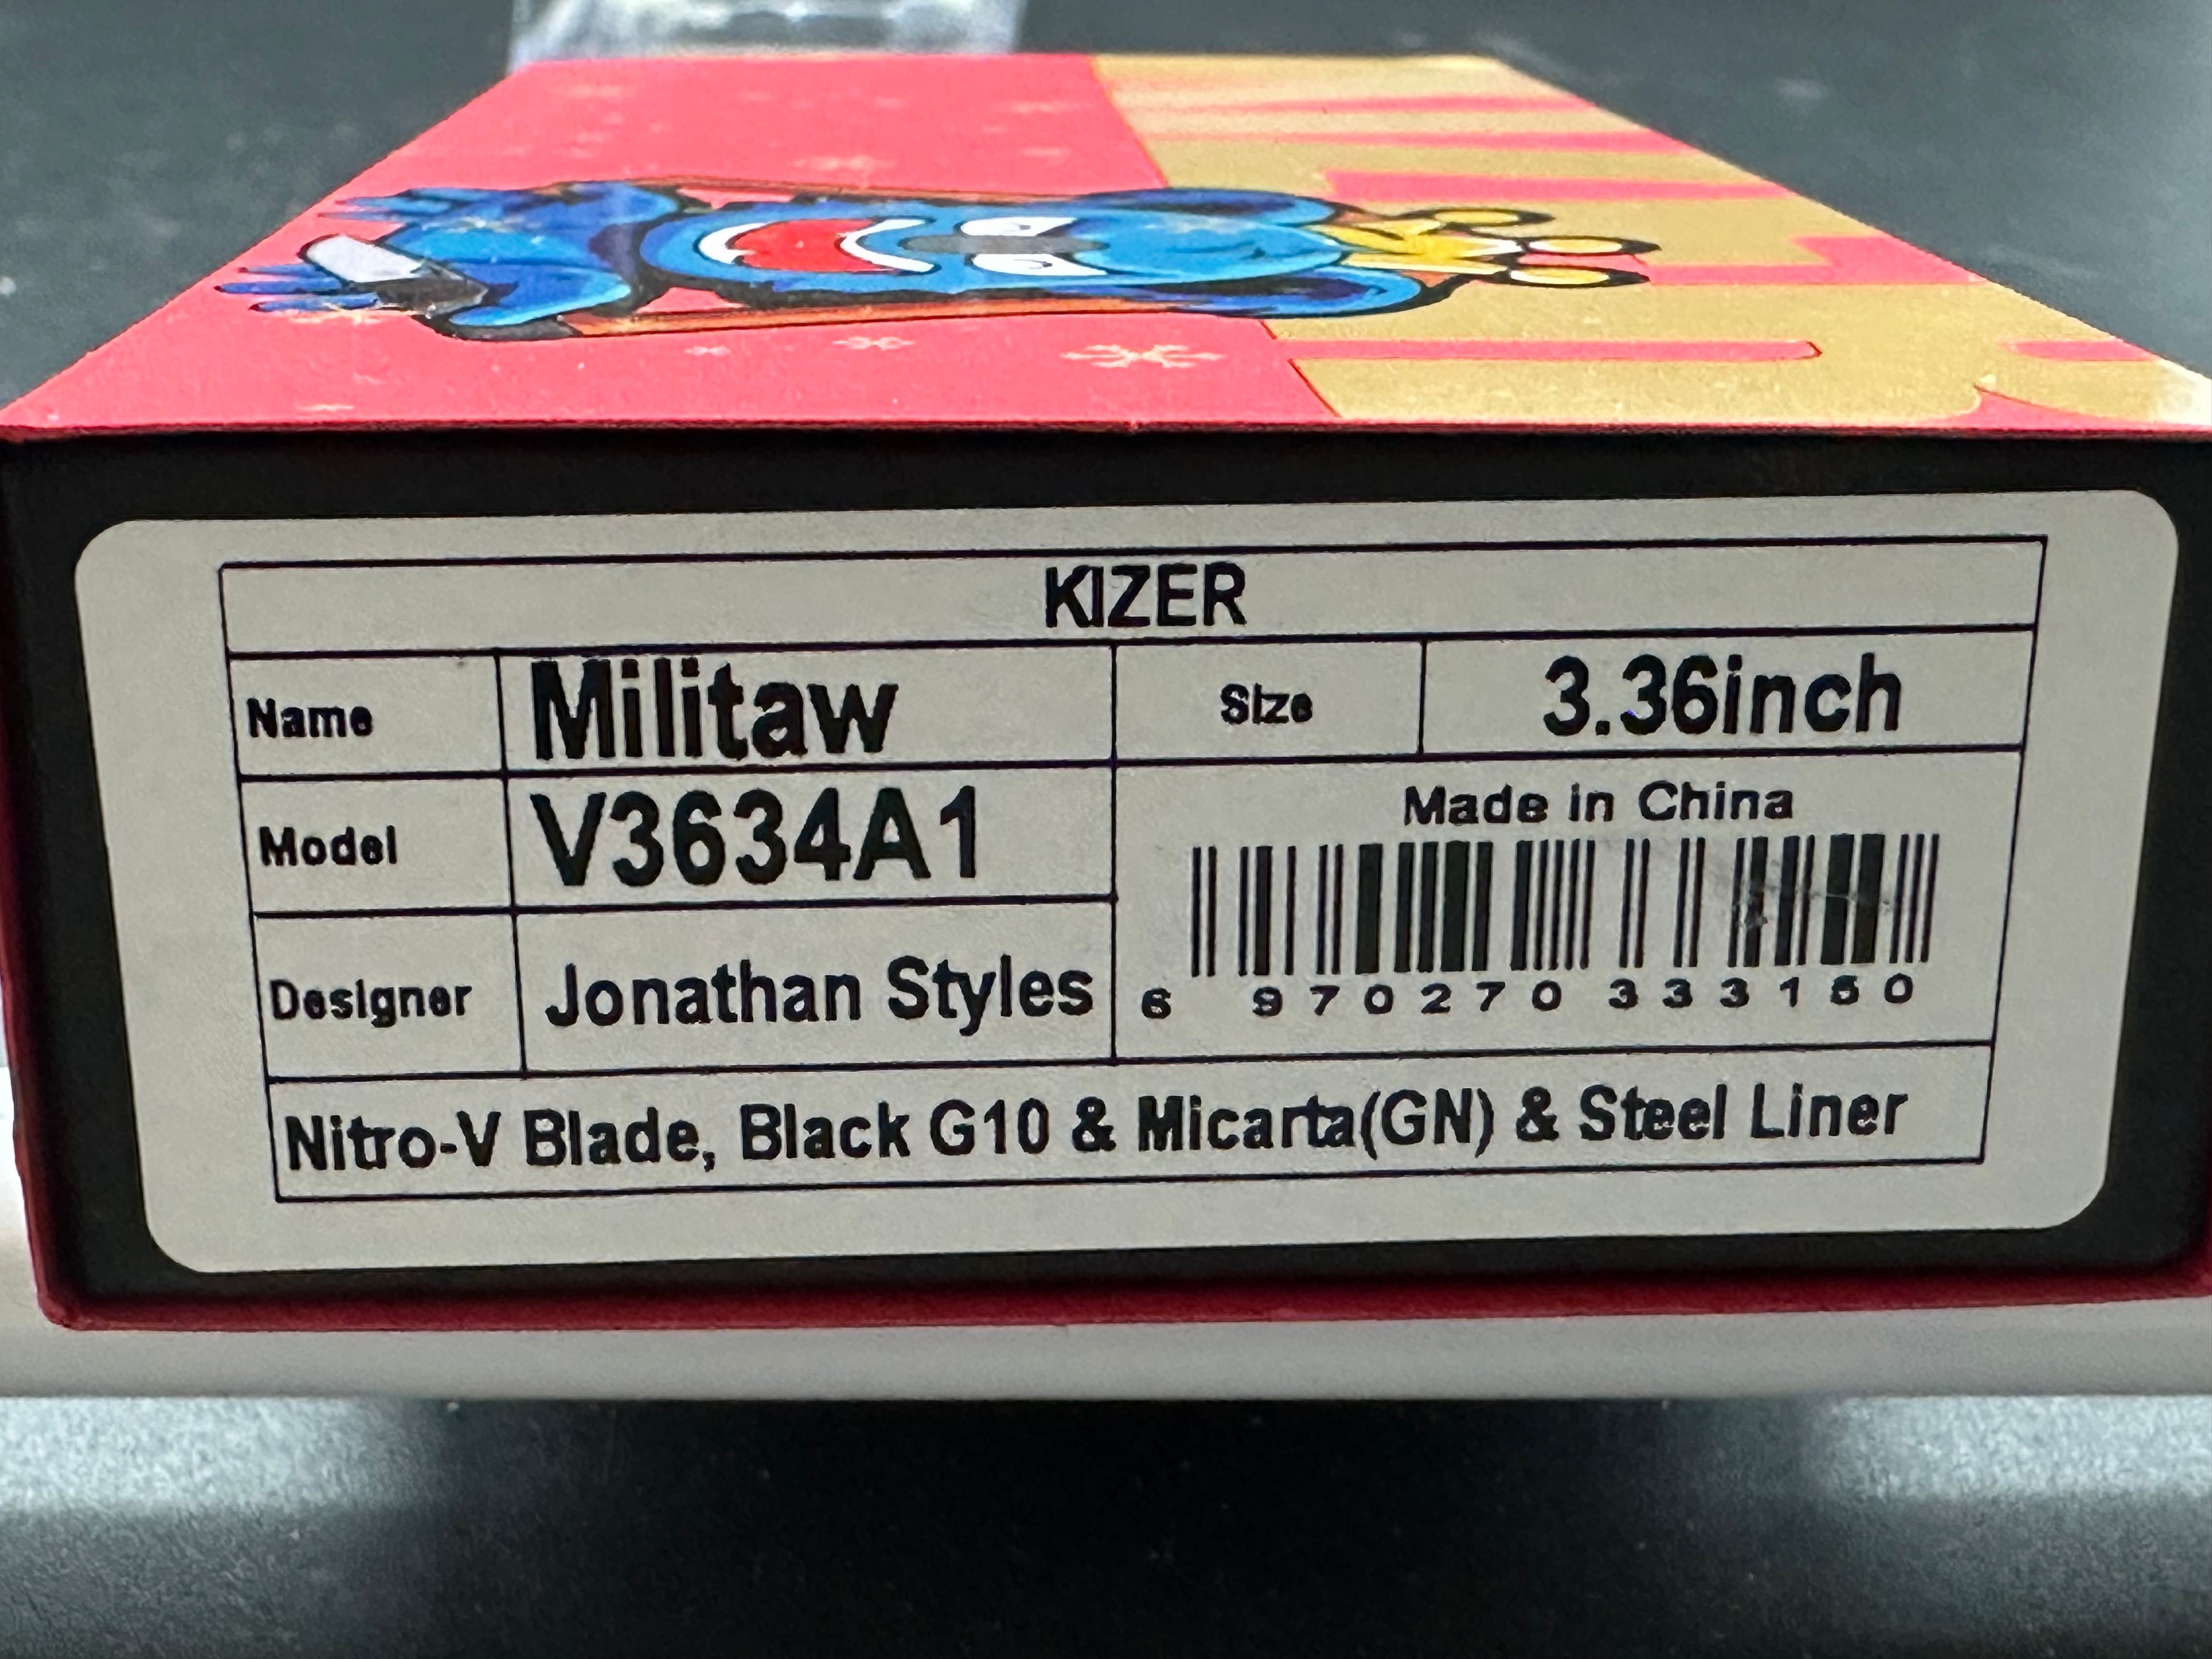 KIZER
Name Militaw Size 3.36inch
Model V3634A1 Made in China
Designer Jonathan Styles 6 970270 333150
Nitro-V Blade, Black G10 & Micarta(GN) & Steel Liner